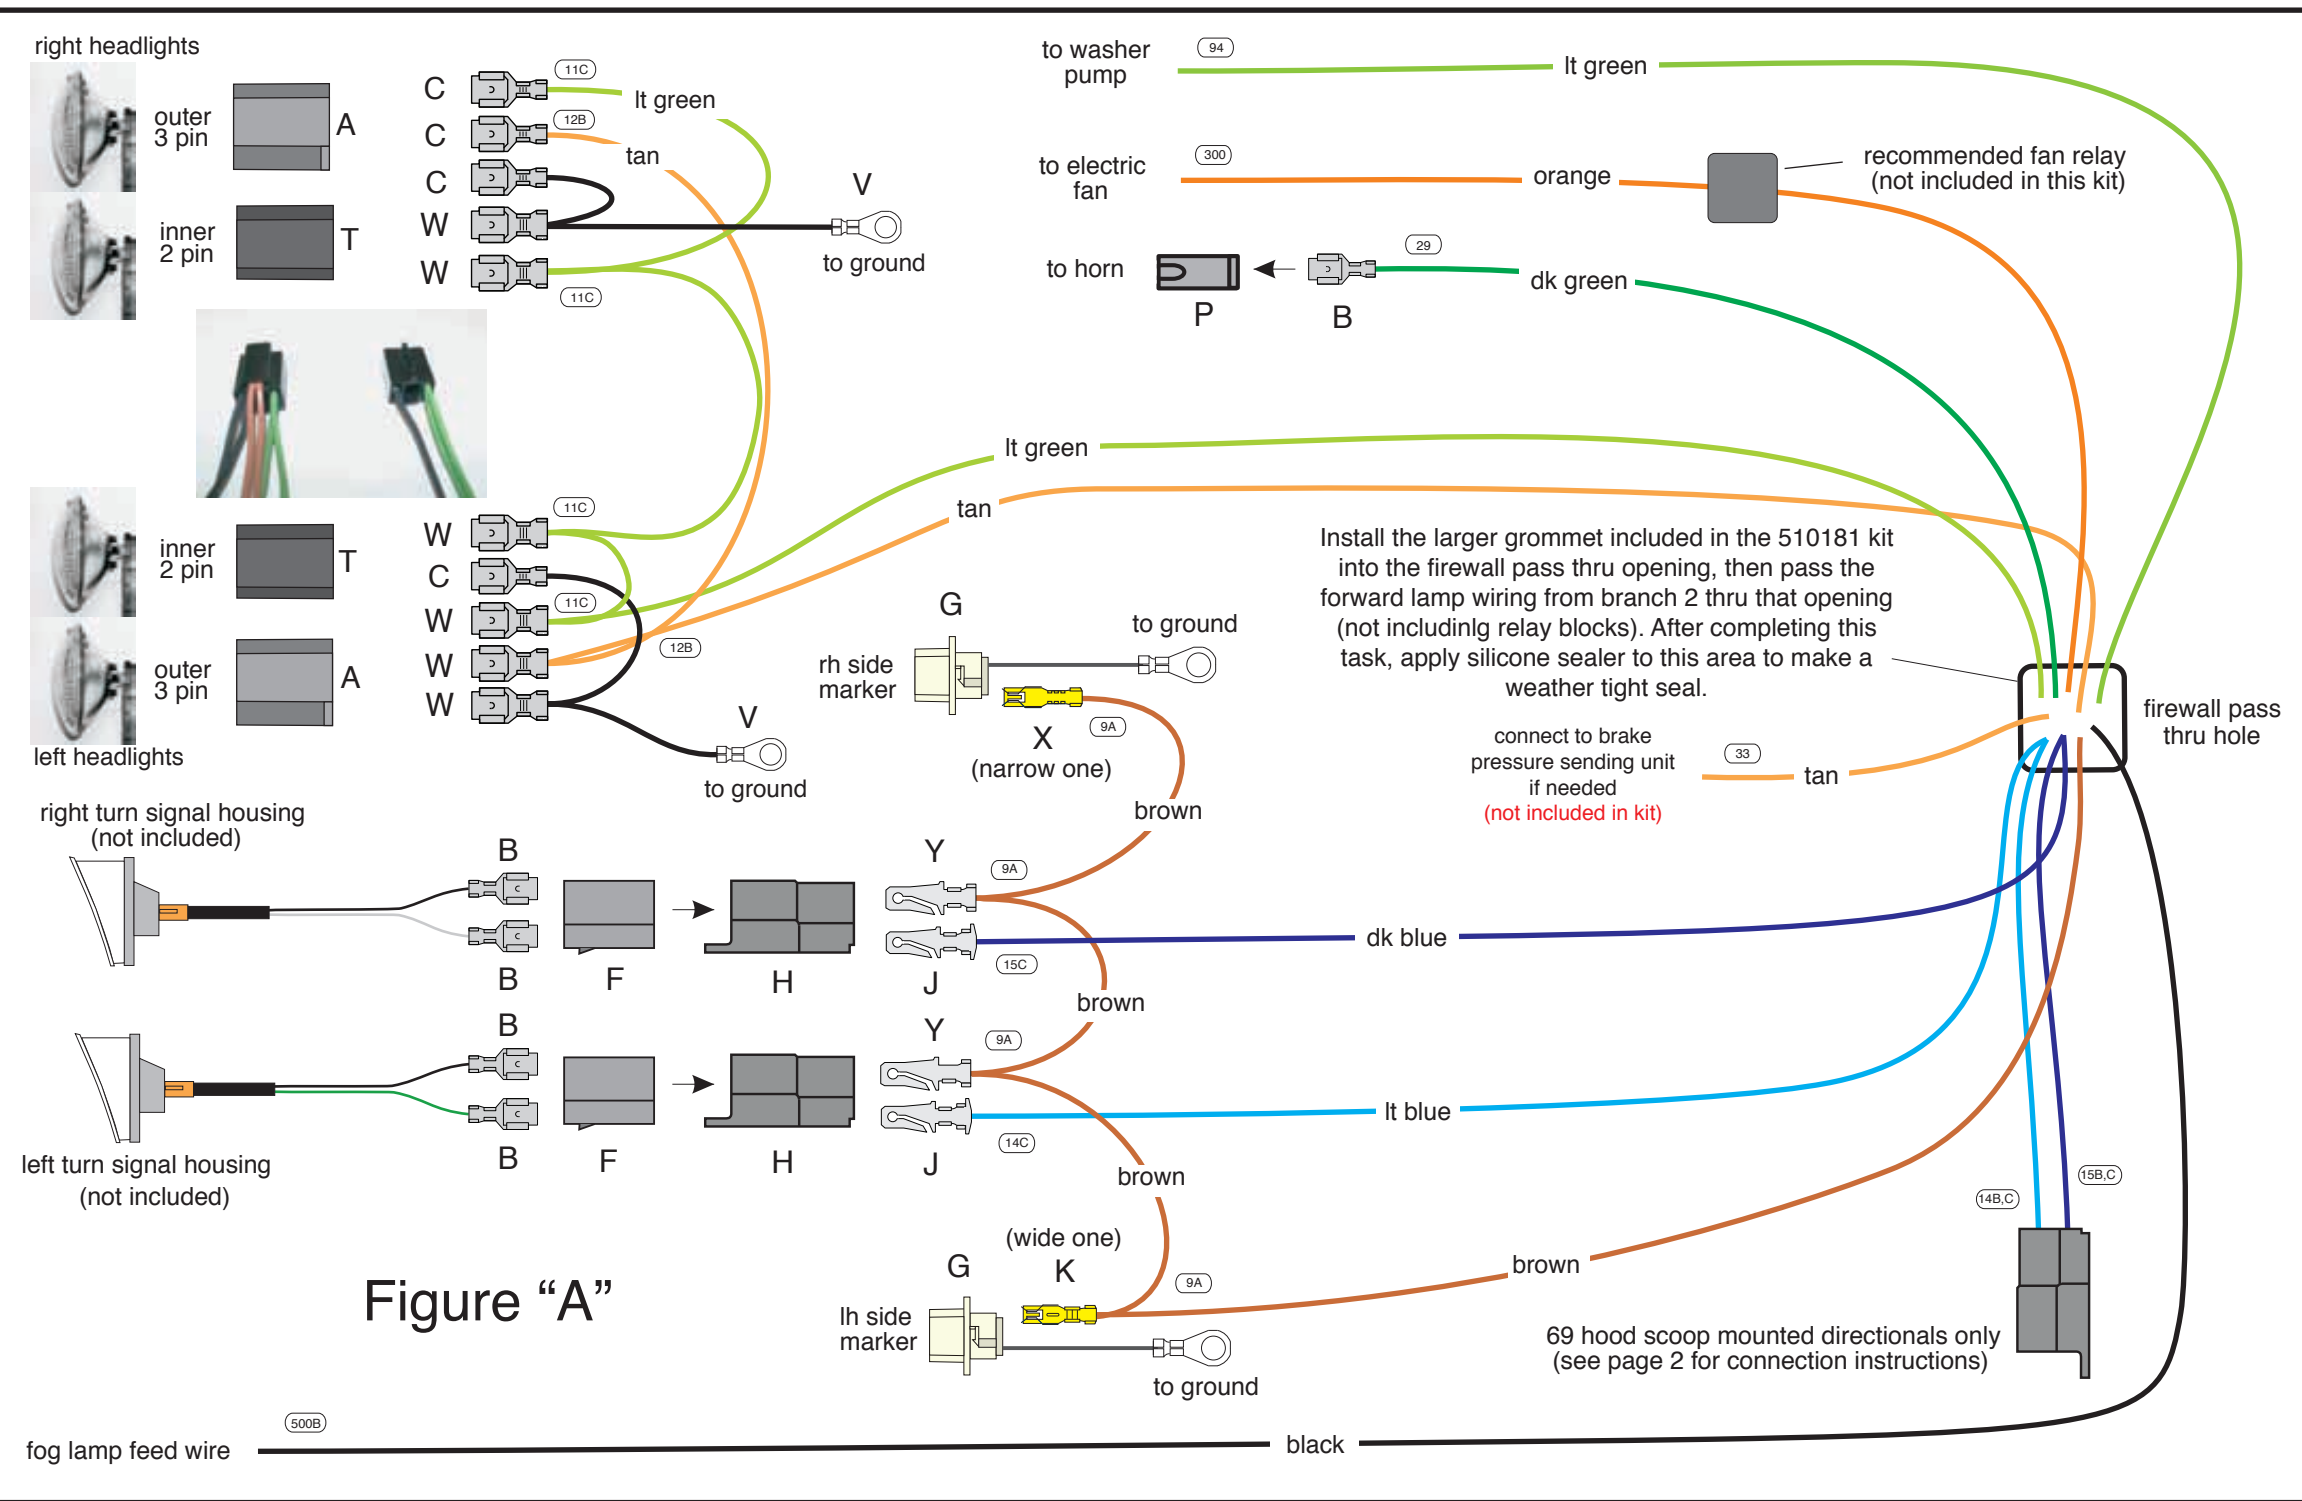 right headlights
outer
3 pin
A
inner
2 pin
T
C
11C
lt green
C
12B
tan
C
W
W
11C
V
to ground
to washer
pump
94
lt green
to electric
fan
300
orange
recommended fan relay
(not included in this kit)
to horn
P
B
29
dk green
lt green
tan
inner
2 pin
T
outer
3 pin
A
left headlights
W
11C
C
W
11C
W
12B
W
V
to ground
Install the larger grommet included in the 510181 kit
into the firewall pass thru opening, then pass the
forward lamp wiring from branch 2 thru that opening
(not includinlg relay blocks). After completing this
task, apply silicone sealer to this area to make a
weather tight seal.
firewall pass
thru hole
connect to brake
pressure sending unit
if needed
(not included in kit)
33
tan
G
rh side
marker
to ground
X
(narrow one)
9A
brown
right turn signal housing
(not included)
B
B
F
H
Y
9A
J
15C
dk blue
brown
left turn signal housing
(not included)
B
B
F
H
Y
9A
J
14C
lt blue
brown
(wide one)
K
G
lh side
marker
9A
to ground
brown
14B,C
15B,C
69 hood scoop mounted directionals only
(see page 2 for connection instructions)
Figure “A”
fog lamp feed wire
500B
black